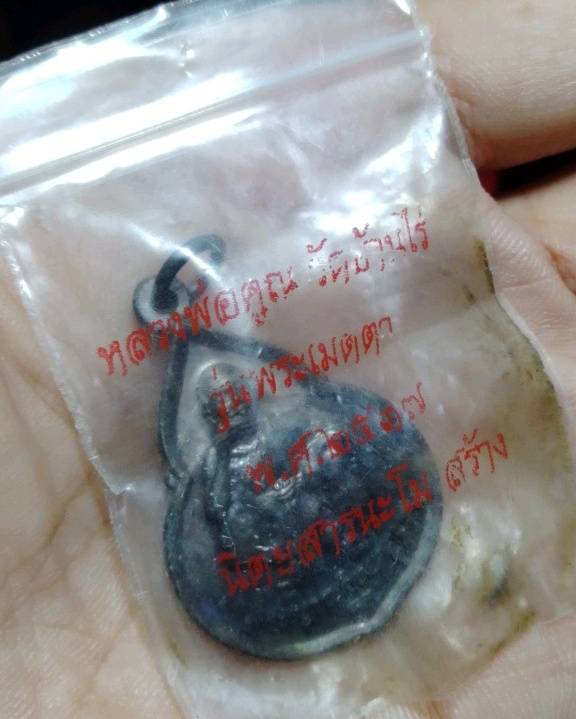 หลวงพ่อคูณ วัดบ้านไร่
รุ่นพระเมตตา
พ.ศ.๒๕๑๗
นิตยสารนะโม สร้าง